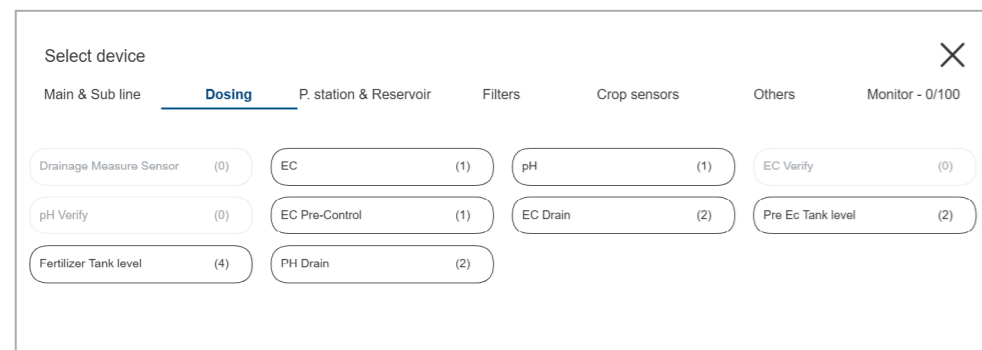 Select device
Main & Sub line Dosing P. station & Reservoir Filters Crop sensors Others Monitor - 0/100
Drainage Measure Sensor (0) EC (1) pH (1) EC Verify (0)
pH Verify (0) EC Pre-Control (1) EC Drain (2) Pre Ec Tank level (2)
Fertilizer Tank level (4) PH Drain (2)